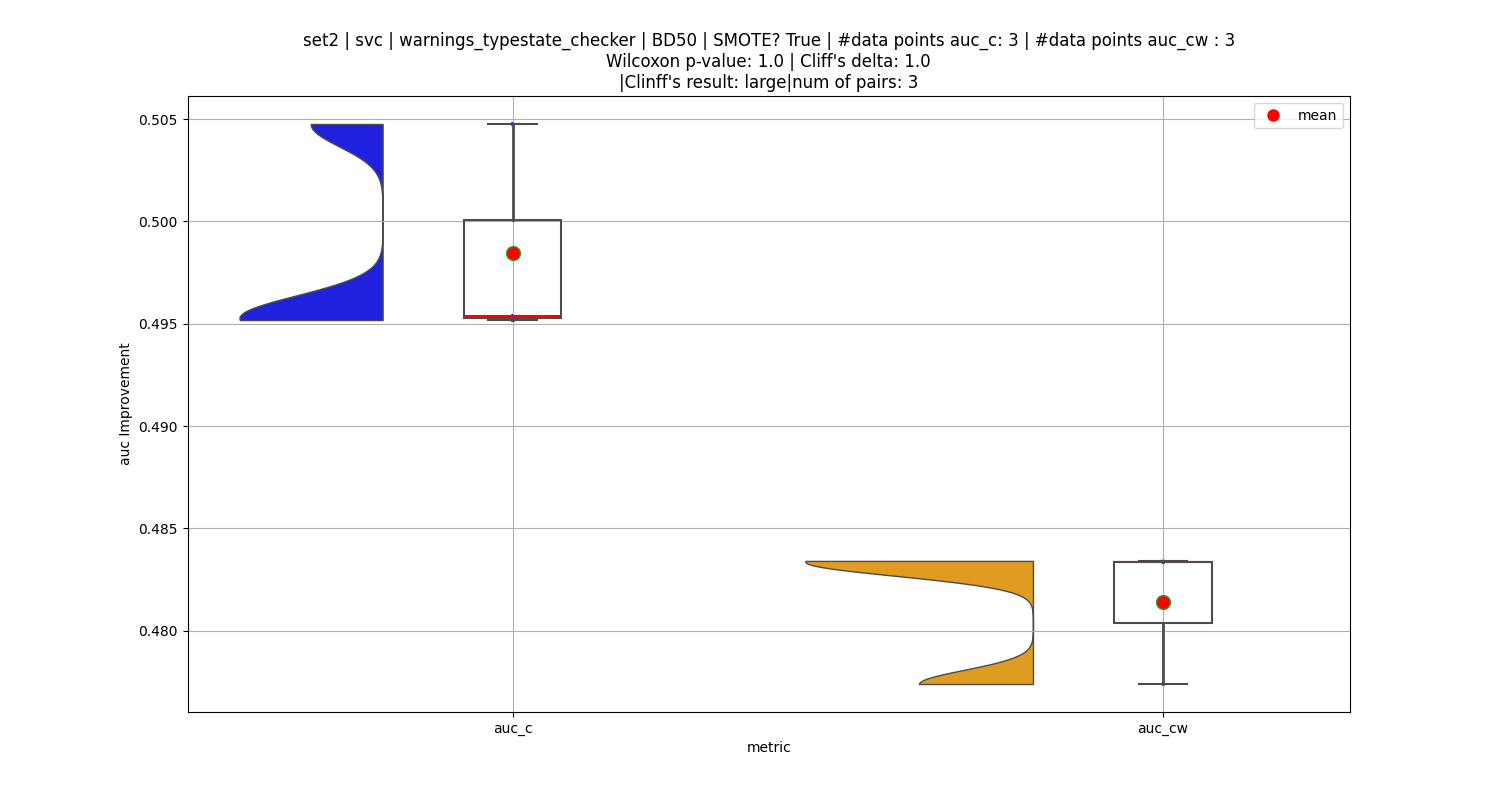 set2 | svc | warnings_typestate_checker | BD50 | SMOTE? True | #data points auc_c: 3 | #data points auc_cw : 3
Wilcoxon p-value: 1.0 | Cliff's delta: 1.0
|Clinff's result: large|num of pairs: 3
mean
0.505
0.500
0.495
0.490
0.485
0.480
auc Improvement
auc_c
auc_cw
metric